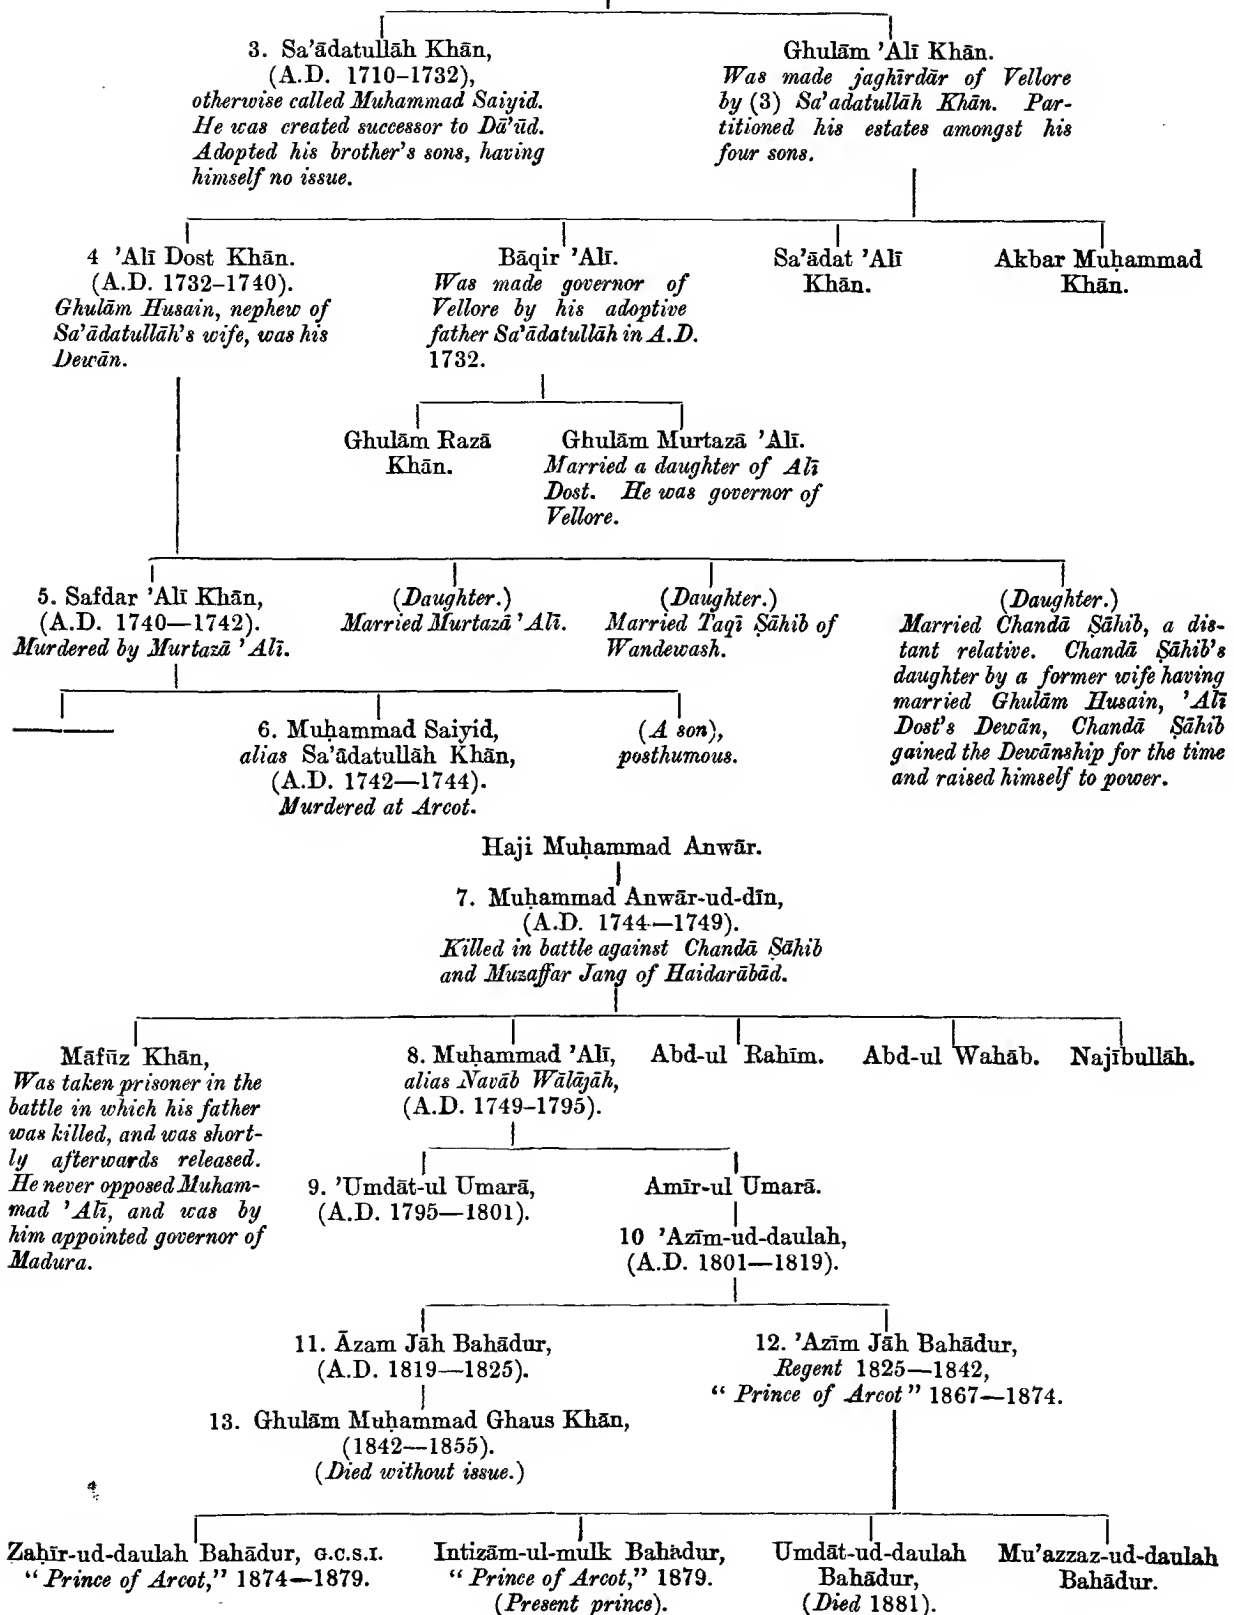 3. Sa'ādatullāh Khān,
(A.D. 1710–1732),
otherwise called Muhammad Saiyid.
He was created successor to Dā'ūd.
Adopted his brother's sons, having
himself no issue.
Ghulām 'Alī Khān.
Was made jaghīrdār of Vellore
by (3) Sa'adatullāh Khān. Par-
titioned his estates amongst his
four sons.
4 'Alī Dost Khān.
(A.D. 1732–1740).
Ghulām Husain, nephew of
Sa'ādatullāh's wife, was his
Dewān.
Bāqir 'Alī.
Was made governor of
Vellore by his adoptive
father Sa'ādatullāh in A.D.
1732.
Sa'ādat 'Alī
Khān.
Akbar Muḥammad
Khān.
Ghulām Razā
Khān.
Ghulām Murtazā 'Alī.
Married a daughter of Alī
Dost. He was governor of
Vellore.
5. Safdar 'Alī Khān,
(A.D. 1740—1742).
Murdered by Murtazā 'Alī.
(Daughter.)
Married Murtazā 'Alī.
(Daughter.)
Married Taqī Ṣāhib of
Wandewash.
(Daughter.)
Married Chandā Ṣāhib, a dis-
tant relative. Chandā Ṣāhib's
daughter by a former wife having
married Ghulām Husain, 'Alī
Dost's Dewān, Chandā Ṣāhib
gained the Dewānship for the time
and raised himself to power.
6. Muḥammad Saiyid,
alias Sa'ādatullāh Khān,
(A.D. 1742—1744).
Murdered at Arcot.
(A son),
posthumous.
Haji Muḥammad Anwār.
7. Muḥammad Anwār-ud-dīn,
(A.D. 1744—1749).
Killed in battle against Chandā Ṣāhib
and Muzaffar Jang of Haidarābād.
Māfūz Khān,
Was taken prisoner in the
battle in which his father
was killed, and was short-
ly afterwards released.
He never opposed Muham-
mad 'Alī, and was by
him appointed governor of
Madura.
8. Muḥammad 'Alī,
alias Navāb Wālājāh,
(A.D. 1749–1795).
Abd-ul Rahīm.
Abd-ul Wahāb.
Najībullāh.
9. 'Umdāt-ul Umarā,
(A.D. 1795—1801).
Amīr-ul Umarā.
10 'Azīm-ud-daulah,
(A.D. 1801—1819).
11. Āzam Jāh Bahādur,
(A.D. 1819—1825).
12. 'Azīm Jāh Bahādur,
Regent 1825—1842,
“ Prince of Arcot” 1867—1874.
13. Ghulām Muḥammad Ghaus Khān,
(1842—1855).
(Died without issue.)
Zaḥīr-ud-daulah Bahādur, G.C.S.I.
“ Prince of Arcot,” 1874—1879.
Intizām-ul-mulk Bahādur,
“ Prince of Arcot,” 1879.
(Present prince).
Umdāt-ud-daulah
Bahādur,
(Died 1881).
Mu'azzaz-ud-daulah
Bahādur.